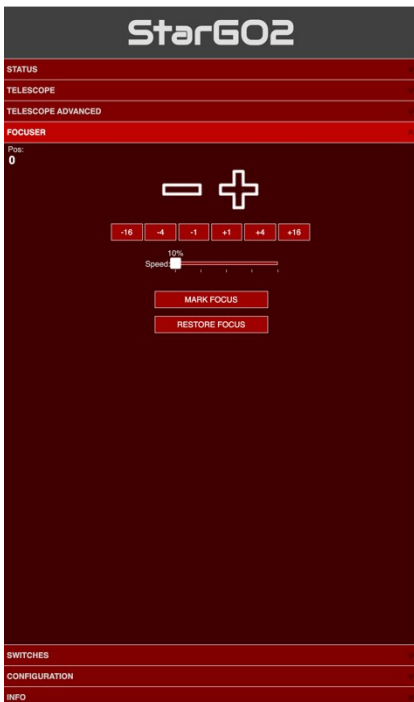 StarGO2
STATUS
TELESCOPE
TELESCOPE ADVANCED
FOCUSER
Pos:
0
-16 -4 -1 +1 +4 +16
10%
Speed:
MARK FOCUS
RESTORE FOCUS
SWITCHES
CONFIGURATION
INFO